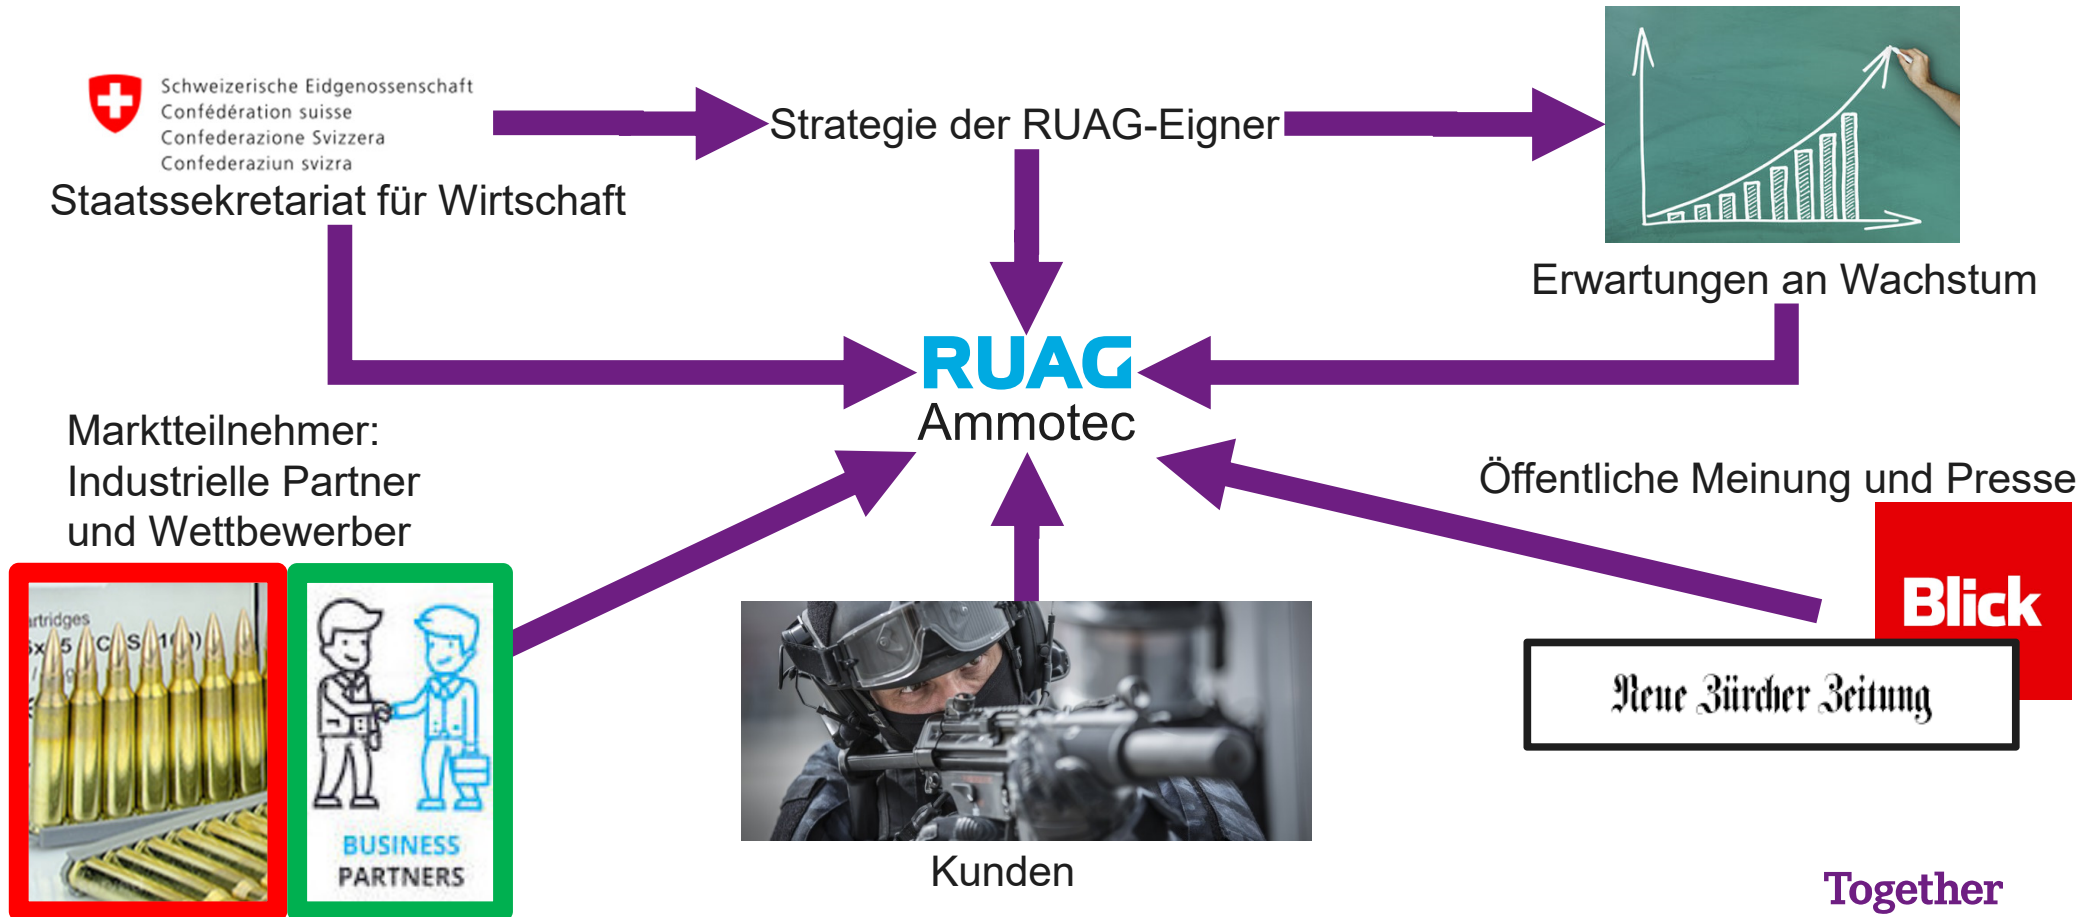 Schweizerische Eidgenossenschaft
Confédération suisse
Confederazione Svizzera
Confederaziun svizra
Staatssekretariat für Wirtschaft
Strategie der RUAG-Eigner
Erwartungen an Wachstum
RUAG
Ammotec
Marktteilnehmer:
Industrielle Partner
und Wettbewerber
Öffentliche Meinung und Presse
Blick
Neue Zürcher Zeitung
BUSINESS
PARTNERS
Kunden
Together